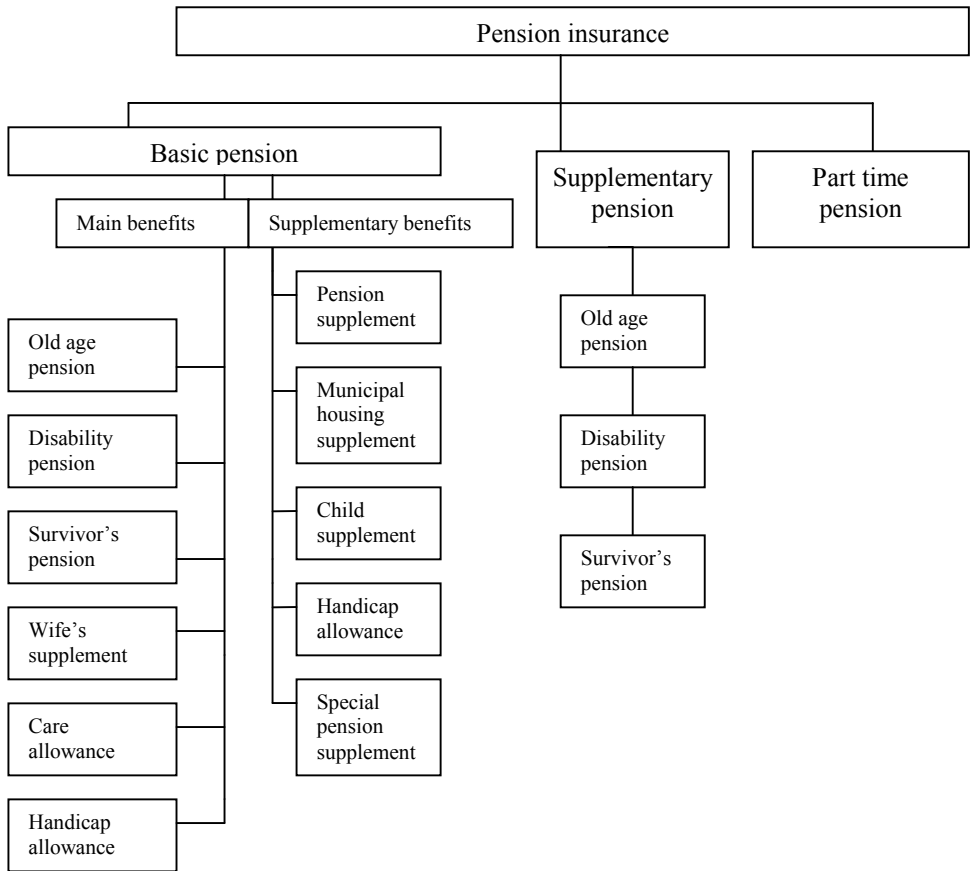 Pension insurance
Basic pension
Supplementary
pension
Part time
pension
Main benefits
Supplementary benefits
Old age
pension
Disability
pension
Survivor’s
pension
Wife’s
supplement
Care
allowance
Handicap
allowance
Pension
supplement
Municipal
housing
supplement
Child
supplement
Handicap
allowance
Special
pension
supplement
Old age
pension
Disability
pension
Survivor’s
pension